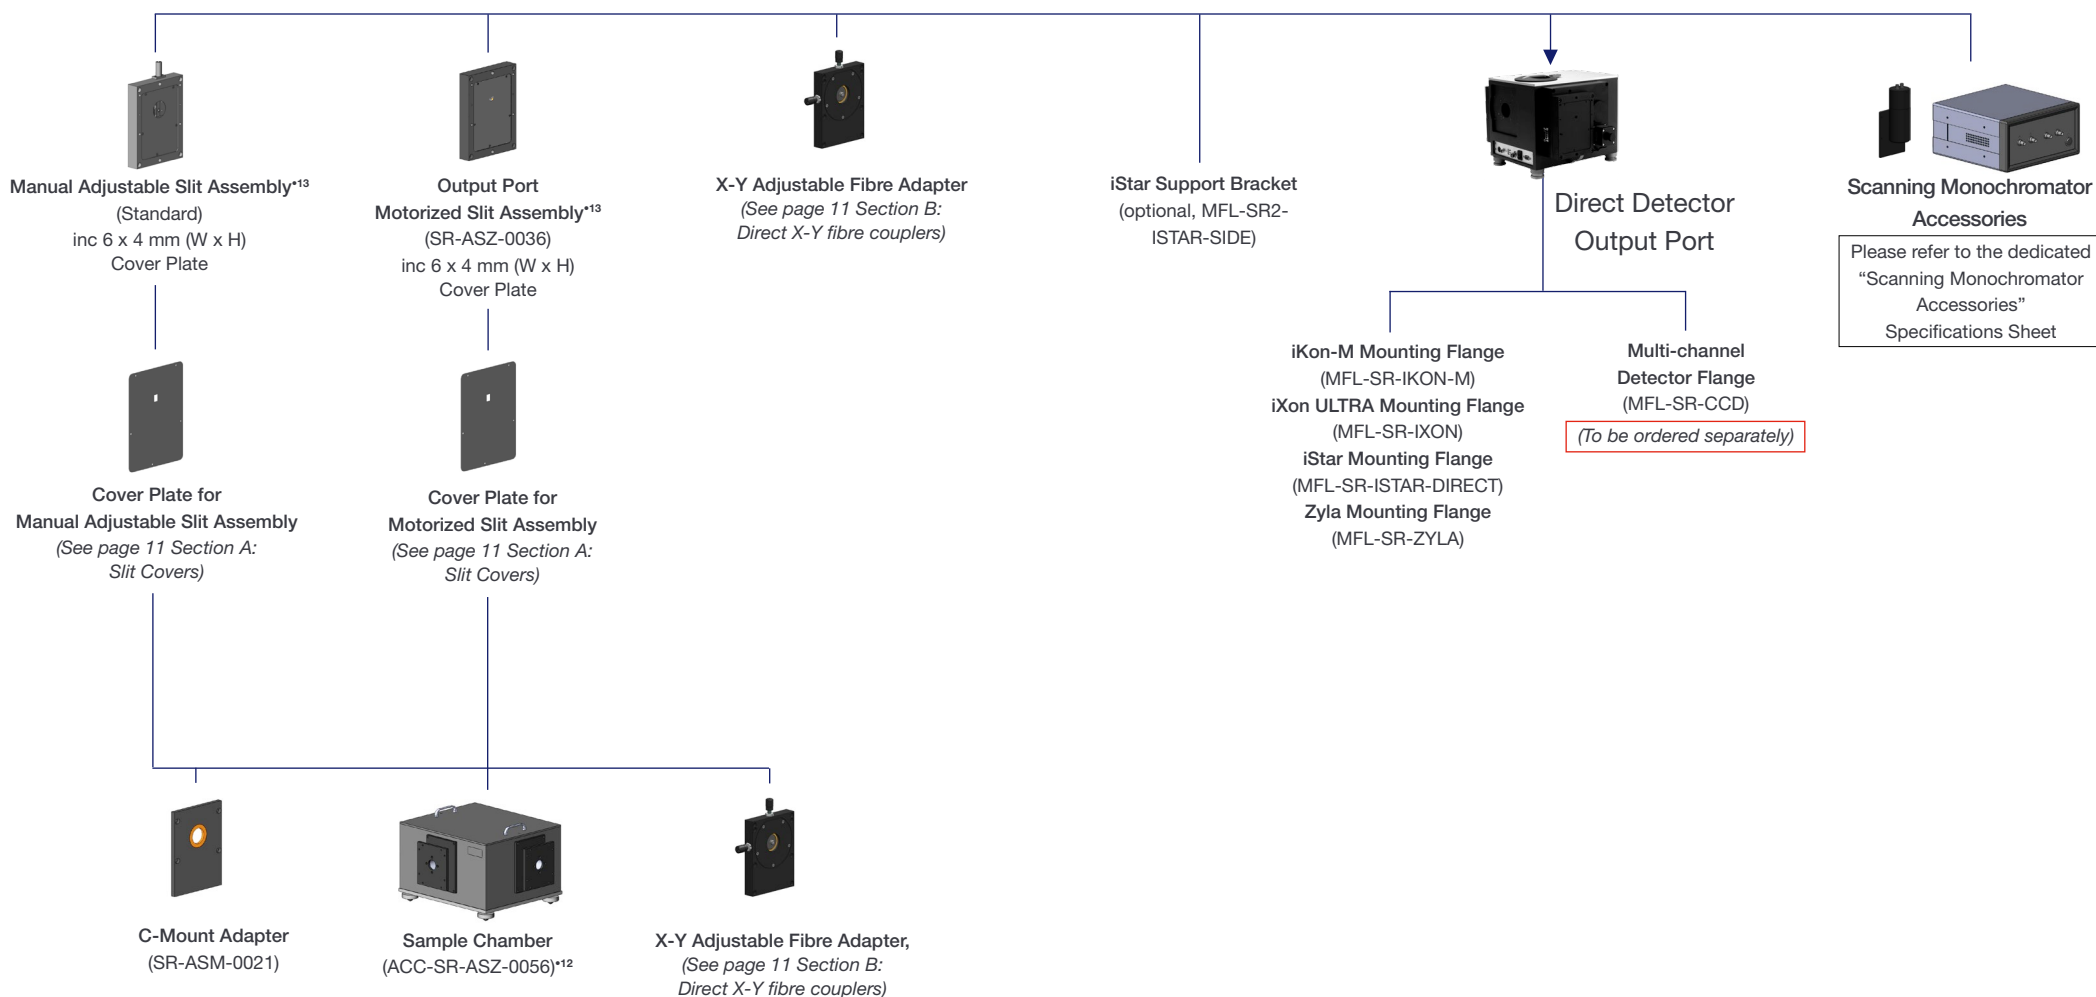 Manual Adjustable Slit Assembly•13
(Standard)
inc 6 x 4 mm (W x H)
Cover Plate
Output Port
Motorized Slit Assembly•13
(SR-ASZ-0036)
inc 6 x 4 mm (W x H)
Cover Plate
X-Y Adjustable Fibre Adapter
(See page 11 Section B:
Direct X-Y fibre couplers)
iStar Support Bracket
(optional, MFL-SR2-
ISTAR-SIDE)
Direct Detector
Output Port
Scanning Monochromator
Accessories
Please refer to the dedicated
“Scanning Monochromator
Accessories”
Specifications Sheet
iKon-M Mounting Flange
(MFL-SR-IKON-M)
iXon ULTRA Mounting Flange
(MFL-SR-IXON)
iStar Mounting Flange
(MFL-SR-ISTAR-DIRECT)
Zyla Mounting Flange
(MFL-SR-ZYLA)
Multi-channel
Detector Flange
(MFL-SR-CCD)
(To be ordered separately)
Cover Plate for
Manual Adjustable Slit Assembly
(See page 11 Section A:
Slit Covers)
Cover Plate for
Motorized Slit Assembly
(See page 11 Section A:
Slit Covers)
C-Mount Adapter
(SR-ASM-0021)
Sample Chamber
(ACC-SR-ASZ-0056)•12
X-Y Adjustable Fibre Adapter,
(See page 11 Section B:
Direct X-Y fibre couplers)